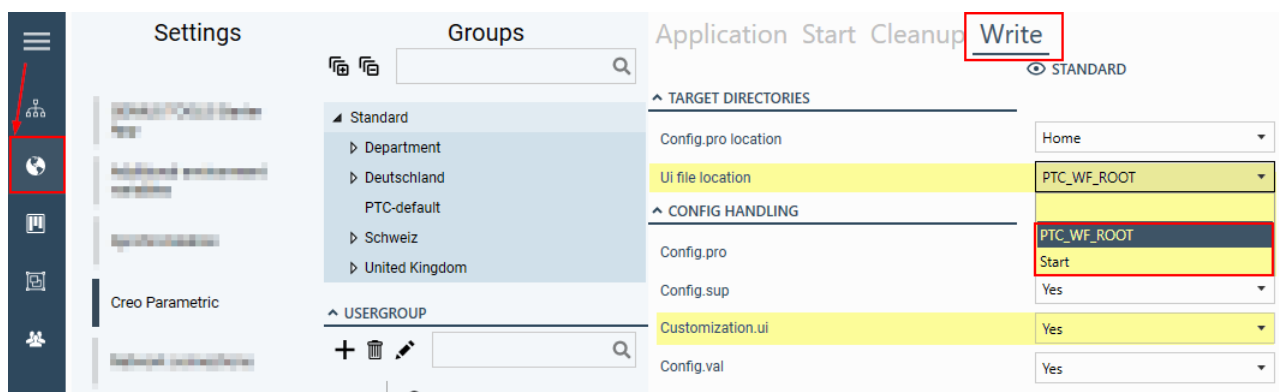 Settings
Creo Parametric
Groups
Standard
Department
Deutschland
PTC-default
Schweiz
United Kingdom
USERGROUP
Application Start Cleanup Write
STANDARD
TARGET DIRECTORIES
Config.pro location Home
Ui file location PTC_WF_ROOT
CONFIG HANDLING
PTC_WF_ROOT
Config.pro
Start
Config.sup Yes
Customization.ui Yes
Config.val Yes